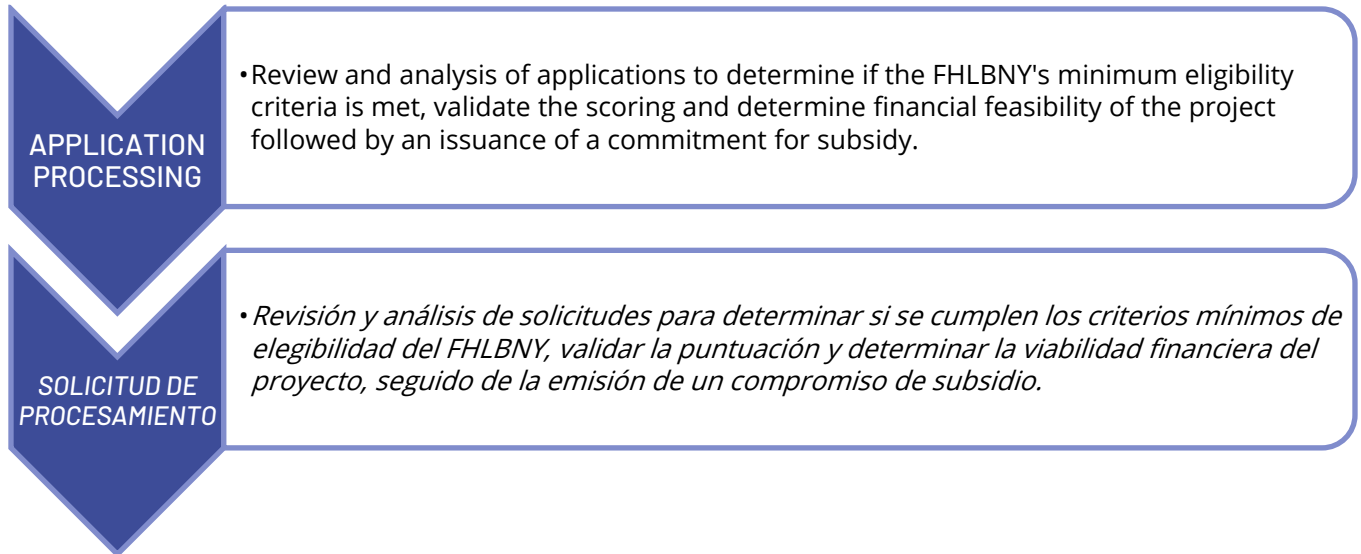 APPLICATION
PROCESSING
•Review and analysis of applications to determine if the FHLBNY's minimum eligibility
criteria is met, validate the scoring and determine financial feasibility of the project
followed by an issuance of a commitment for subsidy.
SOLICITUD DE
PROCESAMIENTO
•Revisión y análisis de solicitudes para determinar si se cumplen los criterios mínimos de
elegibilidad del FHLBNY, validar la puntuación y determinar la viabilidad financiera del
proyecto, seguido de la emisión de un compromiso de subsidio.